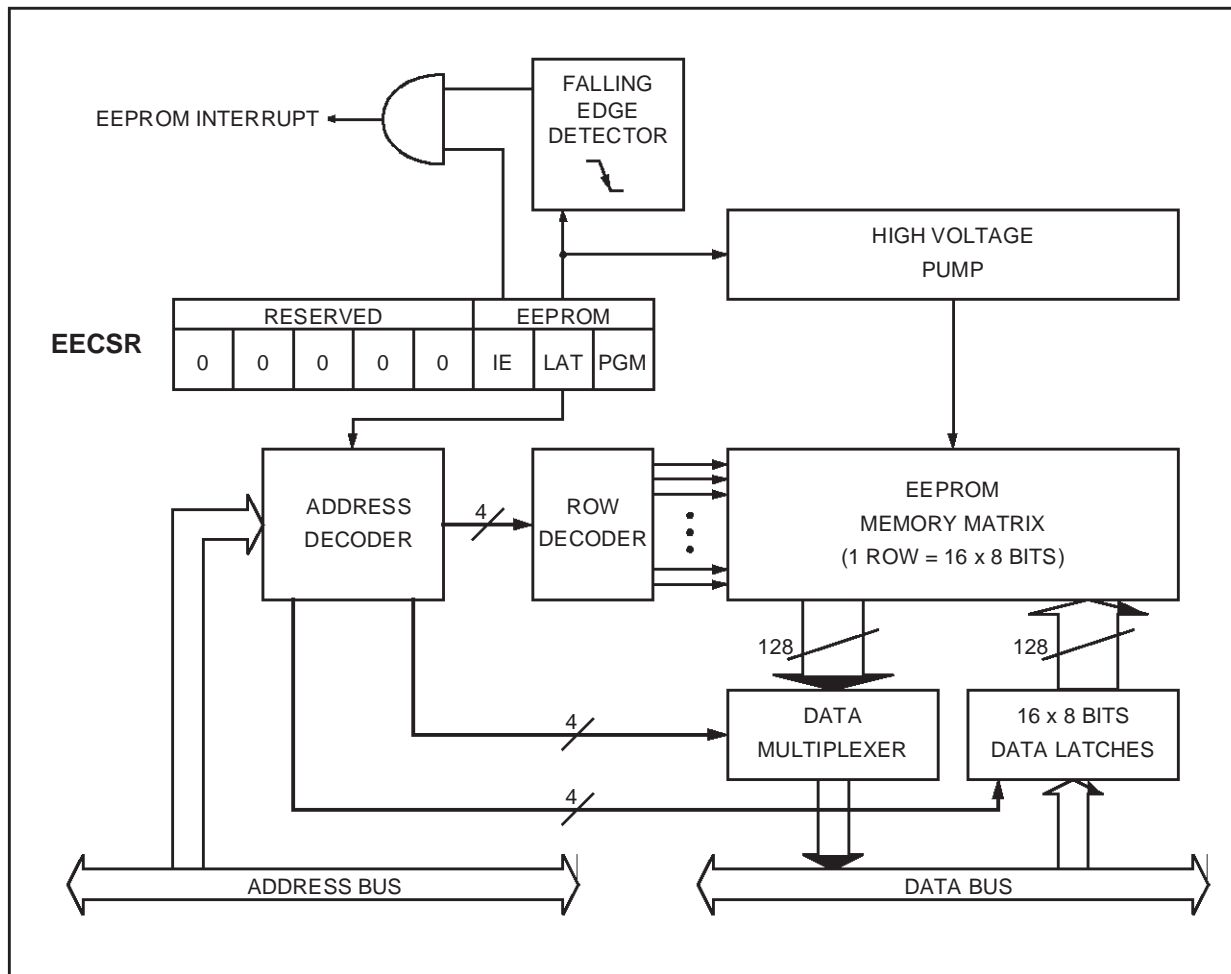 FALLING
EDGE
DETECTOR
EEPROM INTERRUPT
HIGH VOLTAGE
PUMP
RESERVED EEPROM
EECSR
0 0 0 0 0 IE LAT PGM
ADDRESS
DECODER
4
ROW
DECODER
EEPROM
MEMORY MATRIX
(1 ROW = 16 x 8 BITS)
128
128
4
DATA
MULTIPLEXER
16 x 8 BITS
DATA LATCHES
4
ADDRESS BUS
DATA BUS